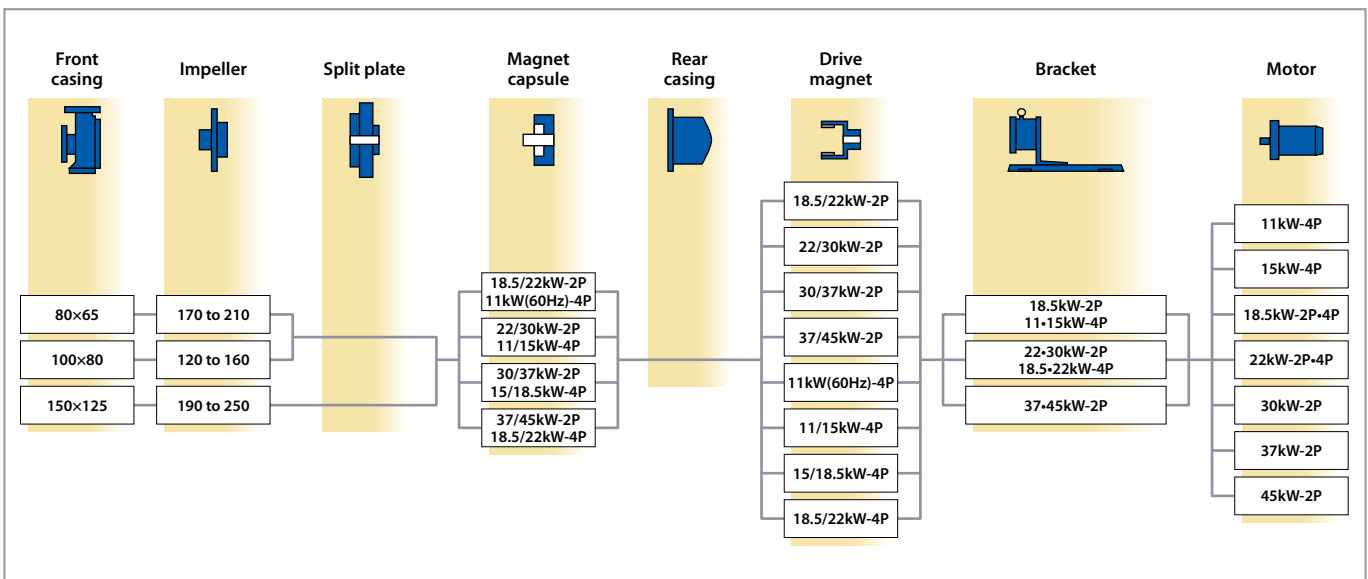 Front
casing
Impeller
Split plate
Magnet
capsule
Rear
casing
Drive
magnet
Bracket
Motor
80×65
100×80
150×125
170 to 210
120 to 160
190 to 250
18.5/22kW-2P
11kW(60Hz)-4P
22/30kW-2P
11/15kW-4P
30/37kW-2P
15/18.5kW-4P
37/45kW-2P
18.5/22kW-4P
18.5/22kW-2P
22/30kW-2P
30/37kW-2P
37/45kW-2P
11kW(60Hz)-4P
11/15kW-4P
15/18.5kW-4P
18.5/22kW-4P
18.5kW-2P
11•15kW-4P
22•30kW-2P
18.5•22kW-4P
37•45kW-2P
11kW-4P
15kW-4P
18.5kW-2P•4P
22kW-2P•4P
30kW-2P
37kW-2P
45kW-2P